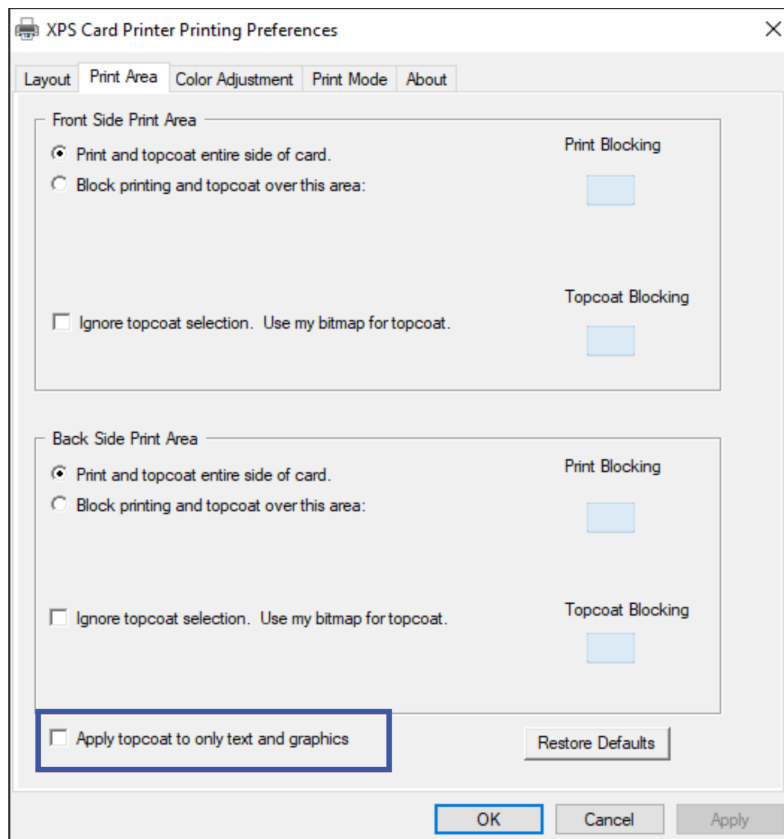 XPS Card Printer Printing Preferences
Layout Print Area Color Adjustment Print Mode About
Front Side Print Area
Print Blocking
Print and topcoat entire side of card.
Block printing and topcoat over this area:
Topcoat Blocking
Ignore topcoat selection. Use my bitmap for topcoat.
Back Side Print Area
Print Blocking
Print and topcoat entire side of card.
Block printing and topcoat over this area:
Topcoat Blocking
Ignore topcoat selection. Use my bitmap for topcoat.
Apply topcoat to only text and graphics
Restore Defaults
OK Cancel Apply